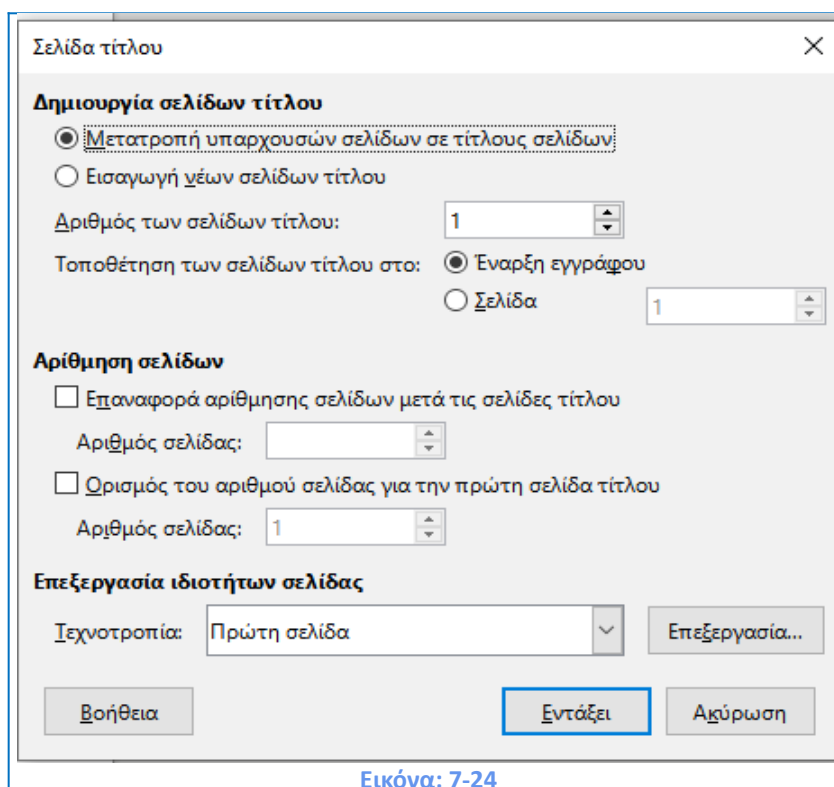 Σελίδα τίτλου
Δημιουργία σελίδων τίτλου
Μετατροπή υπαρχουσών σελίδων σε τίτλους σελίδων
Εισαγωγή νέων σελίδων τίτλου
Αριθμός των σελίδων τίτλου: 1
Τοποθέτηση των σελίδων τίτλου στο: Έναρξη εγγράφου
Σελίδα 1
Αρίθμηση σελίδων
Επαναφορά αρίθμησης σελίδων μετά τις σελίδες τίτλου
Αριθμός σελίδας:
Ορισμός του αριθμού σελίδας για την πρώτη σελίδα τίτλου
Αριθμός σελίδας: 1
Επεξεργασία ιδιοτήτων σελίδας
Τεχνοτροπία: Πρώτη σελίδα Επεξεργασία...
Βοήθεια Εντάξει Ακύρωση
Εικόνα: 7-24